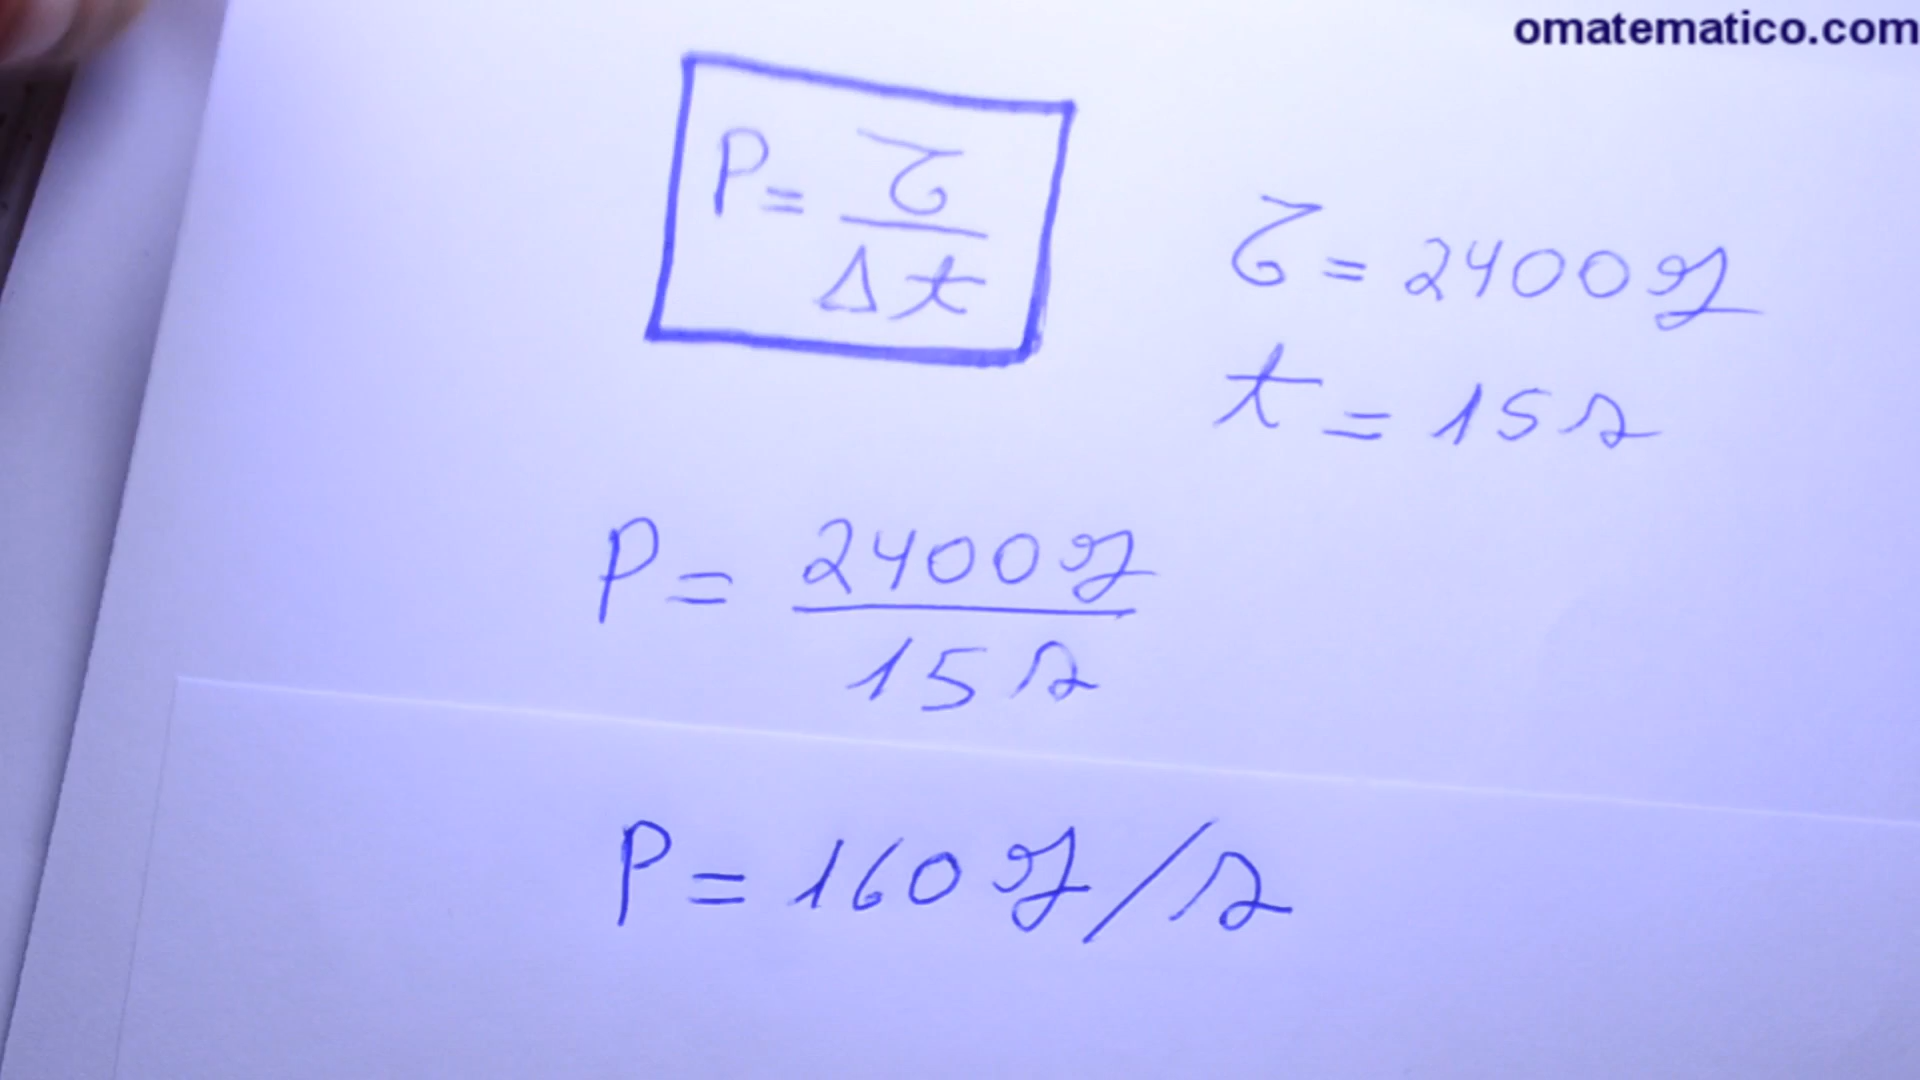 omatematico.com
P = τ / Δt
τ = 2400 J
t = 15 s
P = 2400 J / 15 s
P = 160 J/s